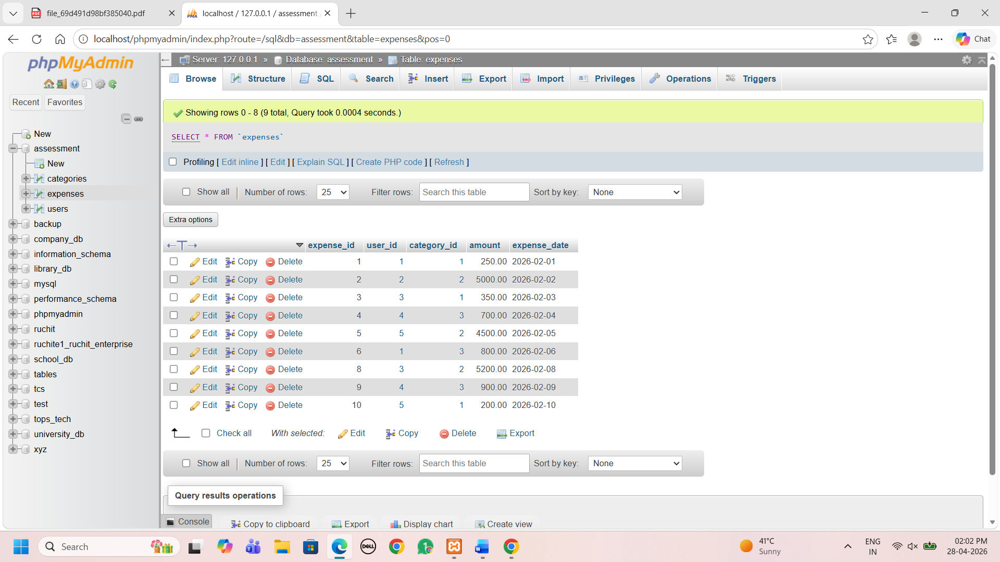 file_69d491d98bf385040.pdf
localhost / 127.0.0.1 / assessment
localhost/phpmyadmin/index.php?route=/sql&db=assessment&table=expenses&pos=0
Chat
phpMyAdmin
Recent Favorites
New
assessment
New
categories
expenses
users
backup
company_db
information_schema
library_db
mysql
performance_schema
phpmyadmin
ruchit
ruchite1_ruchit_enterprise
school_db
tables
tcs
test
tops_tech
university_db
xyz
Server: 127.0.0.1 » Database: assessment » Table: expenses
Browse Structure SQL Search Insert Export Import Privileges Operations Triggers
Showing rows 0 - 8 (9 total, Query took 0.0004 seconds.)
SELECT * FROM `expenses`
Profiling [ Edit inline ] [ Edit ] [ Explain SQL ] [ Create PHP code ] [ Refresh ]
Show all Number of rows: 25 Filter rows: Search this table Sort by key: None
Extra options
expense_id user_id category_id amount expense_date
Edit Copy Delete 1 1 1 250.00 2026-02-01
Edit Copy Delete 2 2 2 5000.00 2026-02-02
Edit Copy Delete 3 3 1 350.00 2026-02-03
Edit Copy Delete 4 4 3 700.00 2026-02-04
Edit Copy Delete 5 5 2 4500.00 2026-02-05
Edit Copy Delete 6 1 3 800.00 2026-02-06
Edit Copy Delete 8 3 2 5200.00 2026-02-08
Edit Copy Delete 9 4 3 900.00 2026-02-09
Edit Copy Delete 10 5 1 200.00 2026-02-10
Check all With selected: Edit Copy Delete Export
Show all Number of rows: 25 Filter rows: Search this table Sort by key: None
Query results operations
Console
Copy to clipboard Export Display chart Create view
Search
41°C
Sunny
ENG
IN
02:02 PM
28-04-2026